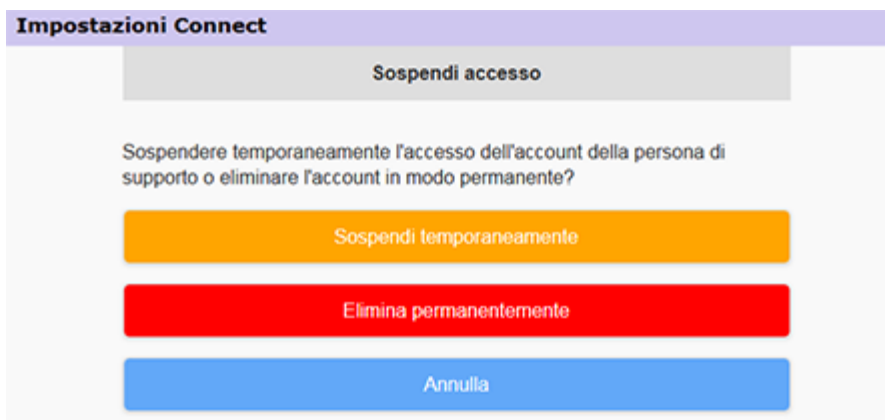 Impostazioni Connect
Sospendi accesso
Sospendere temporaneamente l'accesso dell'account della persona di
supporto o eliminare l'account in modo permanente?
Sospendi temporaneamente
Elimina permanentemente
Annulla